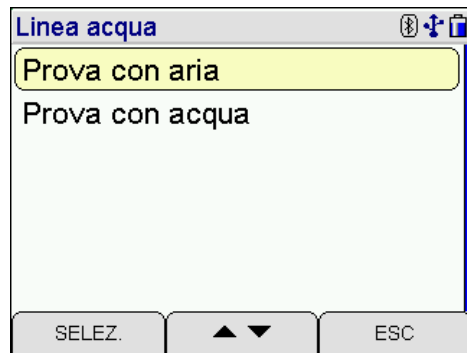 Linea acqua
Prova con aria
Prova con acqua
SELEZ.
ESC